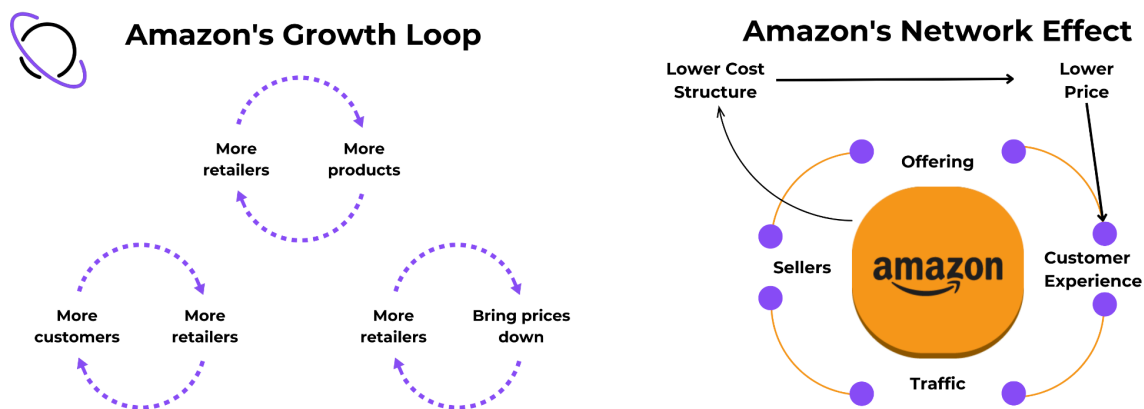 Amazon's Growth Loop
More
retailers
More
products
More
customers
More
retailers
More
retailers
Bring prices
down
Amazon's Network Effect
Lower Cost
Structure
Lower
Price
Offering
Sellers
amazon
Customer
Experience
Traffic